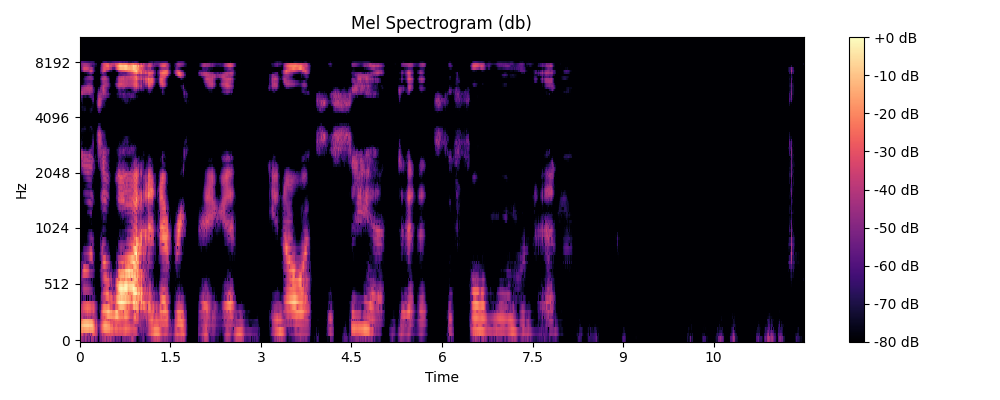 Mel Spectrogram (db)
8192
4096
2048
1024
512
0
Hz
0 1.5 3 4.5 6 7.5 9 10
Time
+0 dB
-10 dB
-20 dB
-30 dB
-40 dB
-50 dB
-60 dB
-70 dB
-80 dB